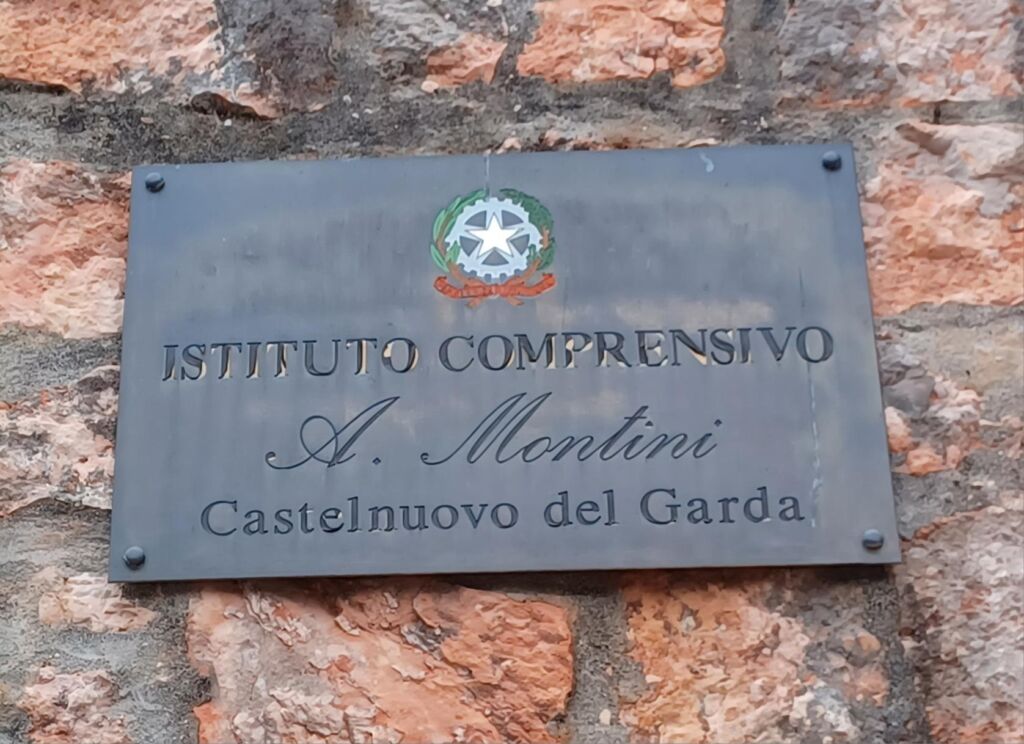 ISTITUTO COMPRENSIVO
A. Montini
Castelnuovo del Garda